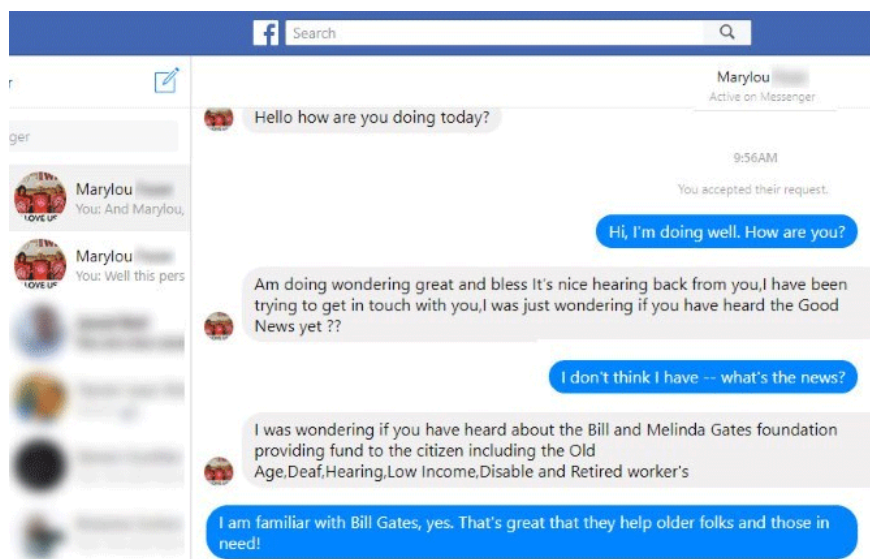 f
Search
r
ger
Marylou
You: And Marylou,
Marylou
You: Well this pers
Marylou
Active on Messenger
Hello how are you doing today?
9:56AM
You accepted their request.
Hi, I'm doing well. How are you?
Am doing wondering great and bless It's nice hearing back from you,I have been
trying to get in touch with you,I was just wondering if you have heard the Good
News yet ??
I don't think I have -- what's the news?
I was wondering if you have heard about the Bill and Melinda Gates foundation
providing fund to the citizen including the Old
Age,Deaf,Hearing,Low Income,Disable and Retired worker's
I am familiar with Bill Gates, yes. That's great that they help older folks and those in
need!